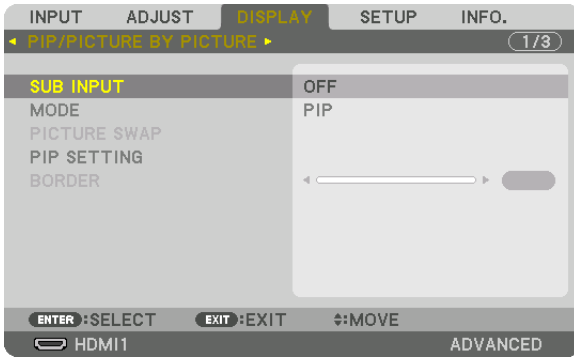 INPUT ADJUST DISPLAY SETUP INFO.
PIP/PICTURE BY PICTURE 1/3
SUB INPUT OFF
MODE PIP
PICTURE SWAP
PIP SETTING
BORDER
ENTER :SELECT EXIT :EXIT :MOVE
HDMI1 ADVANCED